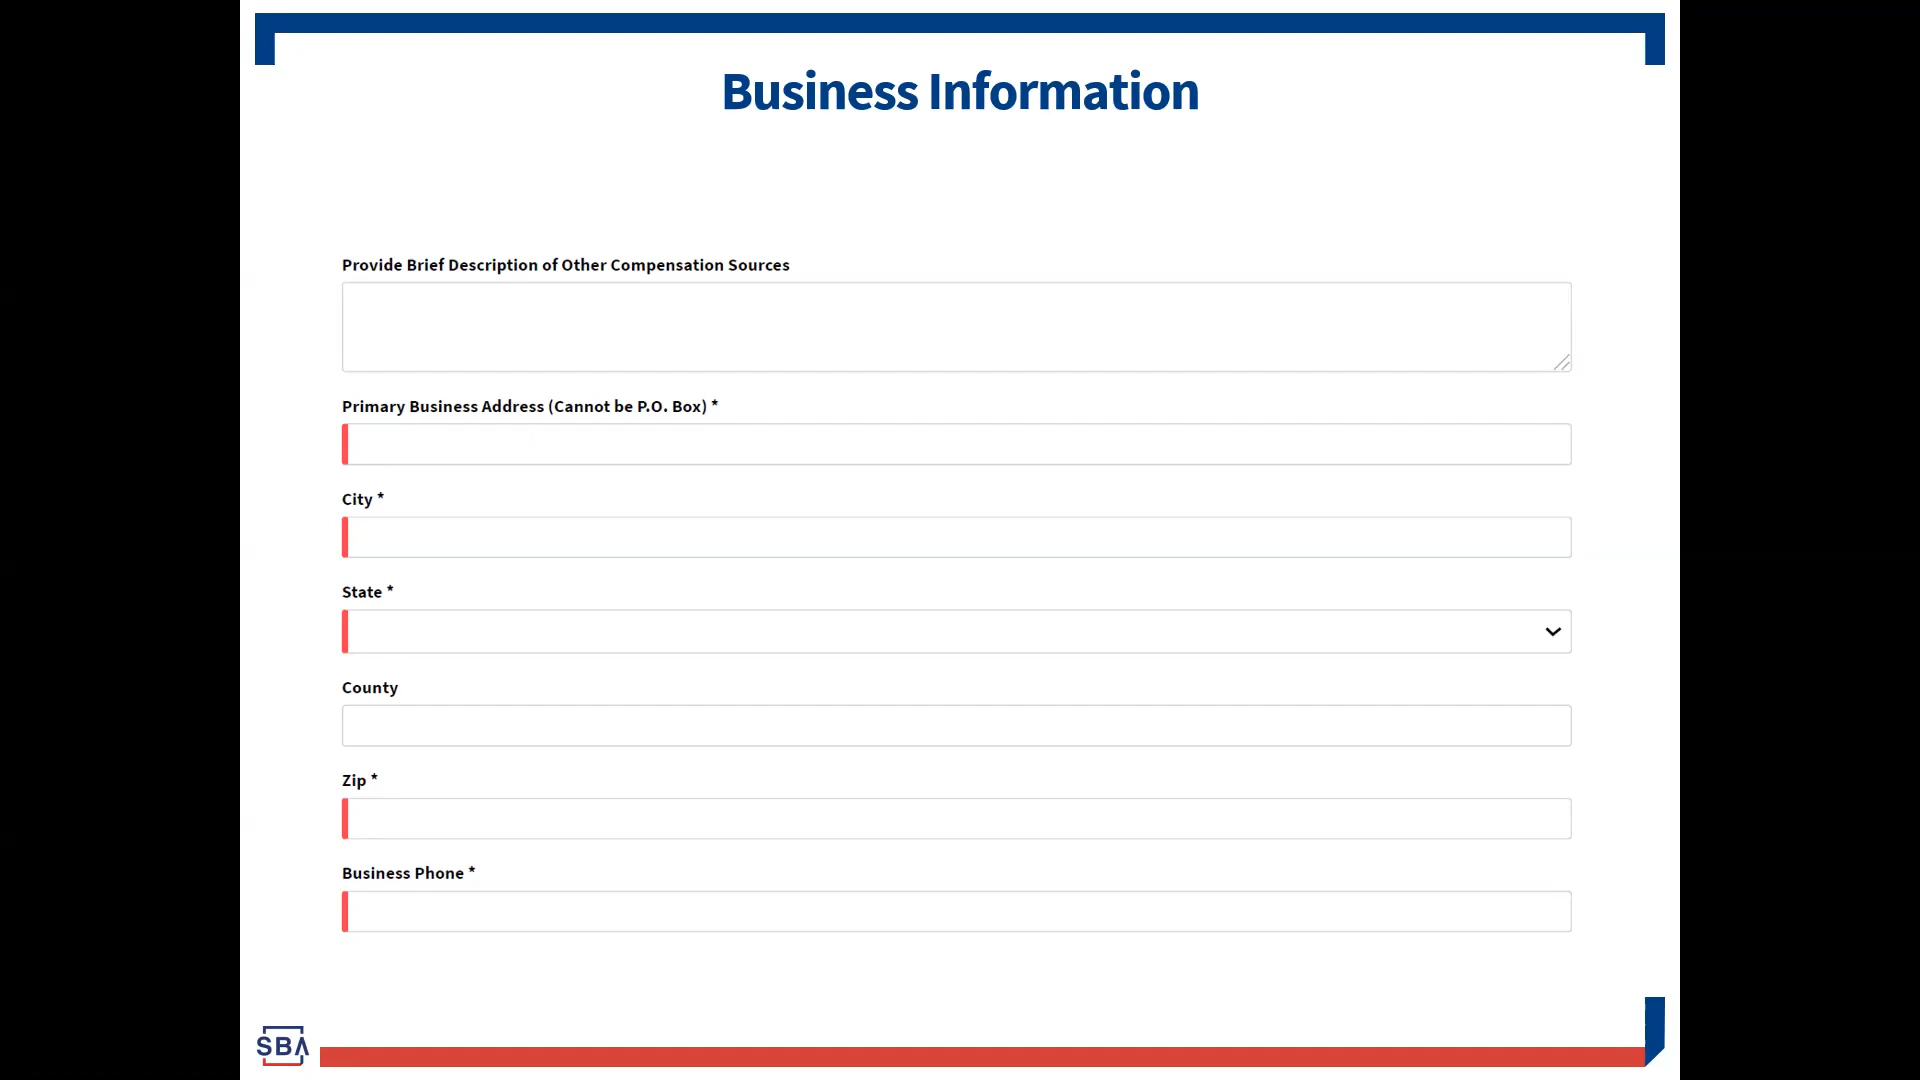 Business Information
Provide Brief Description of Other Compensation Sources
Primary Business Address (Cannot be P.O. Box) *
City *
State *
County
Zip *
Business Phone *
SBA